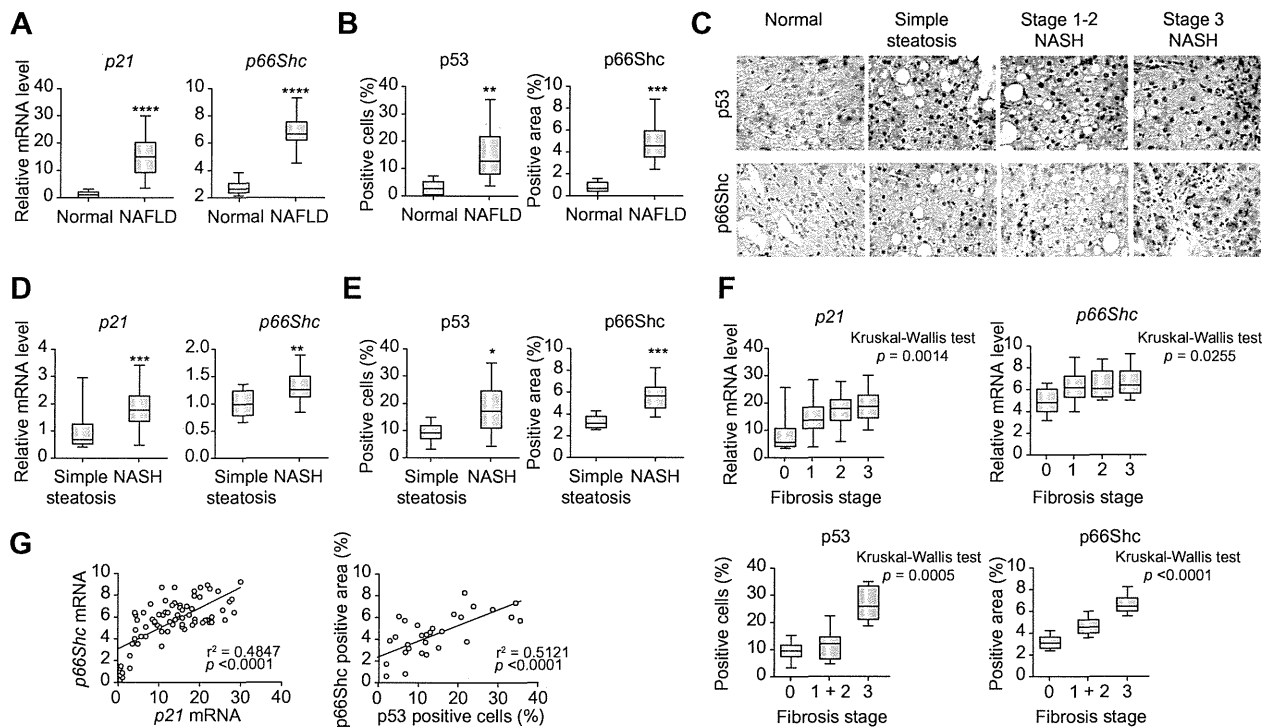 A
p21
Relative mRNA level
40
30
20
10
0
****
Normal NAFLD
p66Shc
10
8
6
4
2
****
Normal NAFLD
B
p53
Positive cells (%)
40
30
20
10
0
**
Normal NAFLD
p66Shc
Positive area (%)
10
8
6
4
2
0
***
Normal NAFLD
C
Normal
Simple
steatosis
Stage 1-2
NASH
Stage 3
NASH
p53
p66Shc
D
p21
Relative mRNA level
4
3
2
1
0
***
Simple NASH
steatosis
p66Shc
2.0
1.5
1.0
0.5
0.0
**
Simple NASH
steatosis
E
p53
Positive cells (%)
40
30
20
10
0
*
Simple NASH
steatosis
p66Shc
Positive area (%)
10
8
6
4
2
0
***
Simple NASH
steatosis
F
p21
Kruskal-Wallis test
p = 0.0014
Relative mRNA level
40
30
20
10
0
0 1 2 3
Fibrosis stage
p66Shc
Kruskal-Wallis test
p = 0.0255
Relative mRNA level
10
8
6
4
2
0
0 1 2 3
Fibrosis stage
p53
Kruskal-Wallis test
p = 0.0005
Positive cells (%)
40
30
20
10
0
0 1 + 2 3
Fibrosis stage
p66Shc
Kruskal-Wallis test
p <0.0001
Positive area (%)
10
8
6
4
2
0
0 1 + 2 3
Fibrosis stage
G
p66Shc mRNA
10
8
6
4
2
0
r² = 0.4847
p <0.0001
0 10 20 30 40
p21 mRNA
p66Shc positive area (%)
10
8
6
4
2
0
r² = 0.5121
p <0.0001
0 10 20 30 40
p53 positive cells (%)